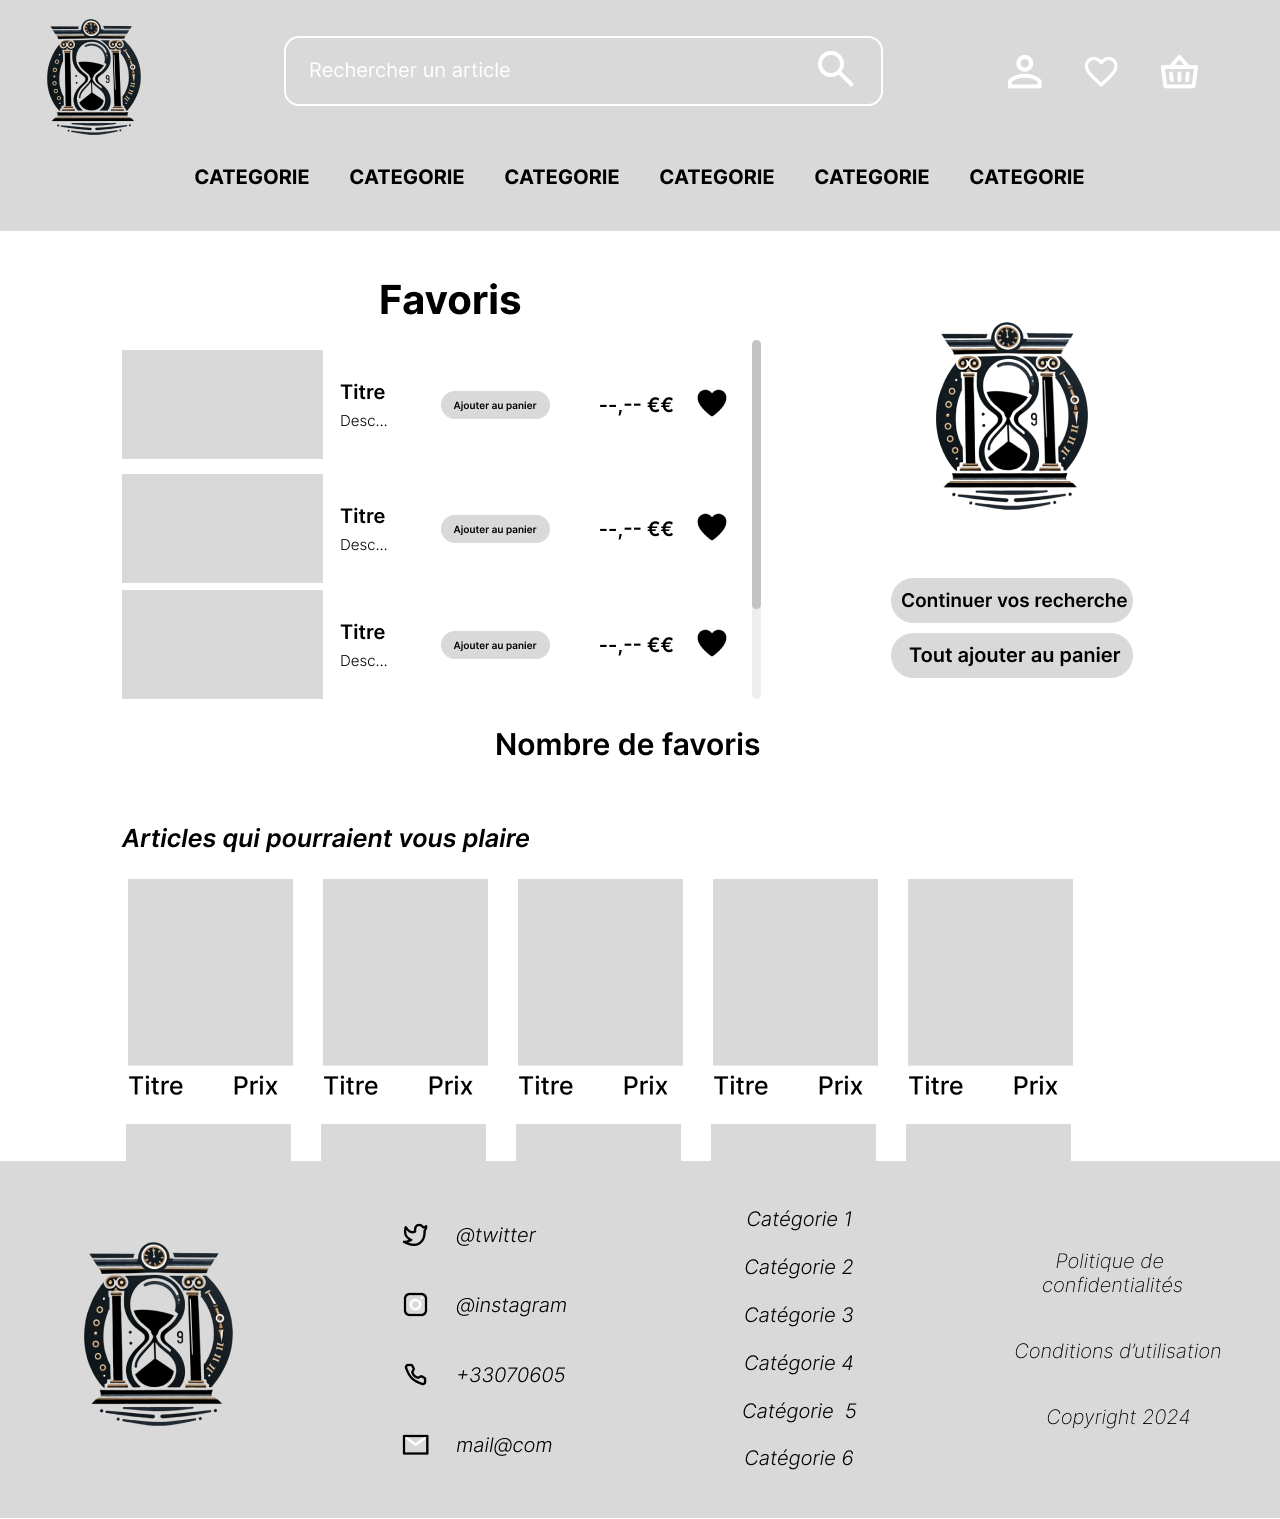 Rechercher un article
CATEGORIE CATEGORIE CATEGORIE CATEGORIE CATEGORIE CATEGORIE
Favoris
Titre
Desc...
Ajouter au panier
--,-- €€
9
Titre
Desc...
Ajouter au panier
--,-- €€
Titre
Desc...
Ajouter au panier
--,-- €€
Continuer vos recherche
Tout ajouter au panier
Nombre de favoris
Articles qui pourraient vous plaire
Titre Prix Titre Prix Titre Prix Titre Prix Titre Prix
9
@twitter
@instagram
+33070605
mail@com
Catégorie 1
Catégorie 2
Catégorie 3
Catégorie 4
Catégorie  5
Catégorie 6
Politique de
confidentialités
Conditions d’utilisation
Copyright 2024